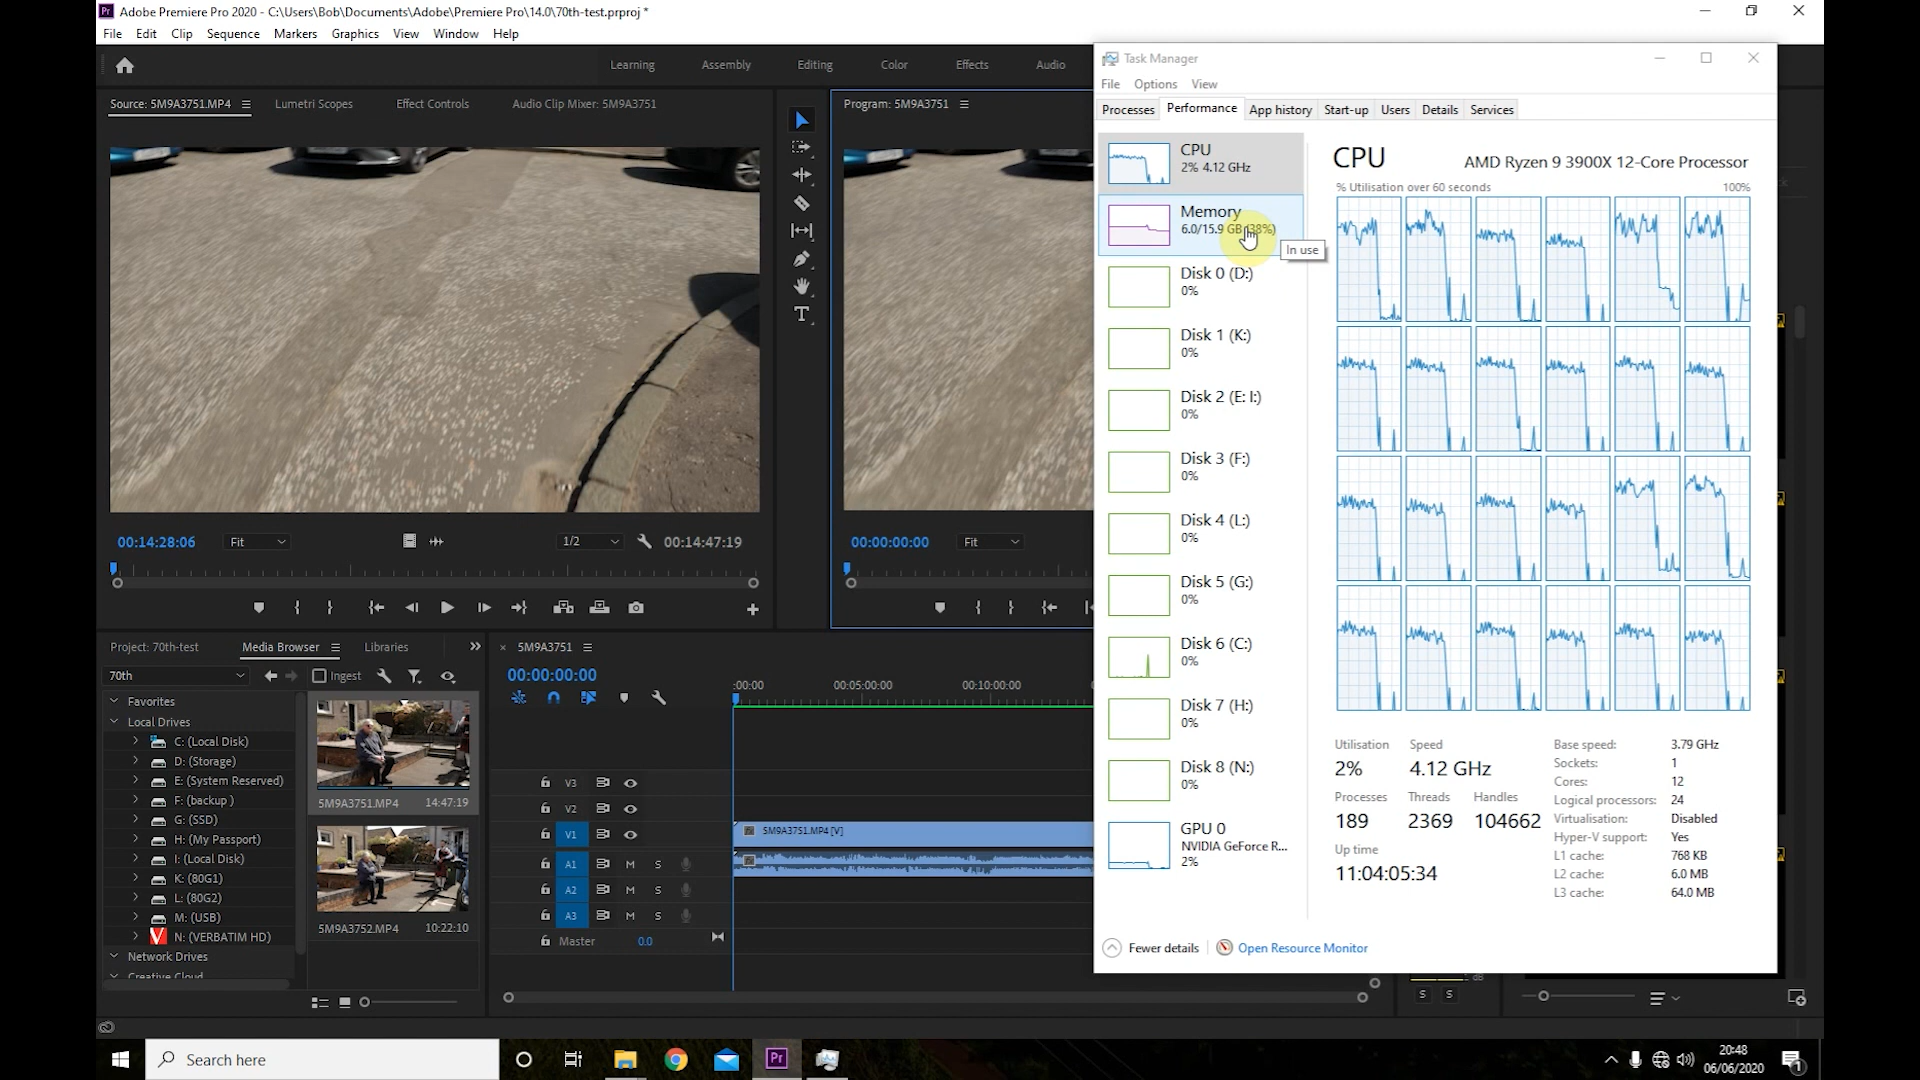 Adobe Premiere Pro 2020 - C:\Users\Bob\Documents\Adobe\Premiere Pro\14.0\70th-test.prproj *
File Edit Clip Sequence Markers Graphics View Window Help
Learning Assembly Editing Color Effects Audio
Source: 5M9A3751.MP4 Lumetri Scopes Effect Controls Audio Clip Mixer: 5M9A3751
Program: 5M9A3751
00:14:28:06 Fit 1/2 00:14:47:19
00:00:00:00 Fit
Project: 70th-test Media Browser Libraries
70th Ingest
Favorites
Local Drives
C: (Local Disk)
D: (Storage)
E: (System Reserved)
F: (backup )
G: (SSD)
H: (My Passport)
I: (Local Disk)
K: (80G1)
L: (80G2)
M: (USB)
N: (VERBATIM HD)
Network Drives
Creative Cloud
5M9A3751.MP4 14:47:19
5M9A3752.MP4 10:22:10
5M9A3751
00:00:00:00
:00:00 00:05:00:00 00:10:00:00
V3
V2
V1 5M9A3751.MP4 [V]
A1 M S
A2 M S
A3 M S
Master 0.0
S S dB
Task Manager
File Options View
Processes Performance App history Start-up Users Details Services
CPU
2% 4.12 GHz
Memory
6.0/15.9 GB (38%)
In use
Disk 0 (D:)
0%
Disk 1 (K:)
0%
Disk 2 (E: I:)
0%
Disk 3 (F:)
0%
Disk 4 (L:)
0%
Disk 5 (G:)
0%
Disk 6 (C:)
0%
Disk 7 (H:)
0%
Disk 8 (N:)
0%
GPU 0
NVIDIA GeForce R...
2%
CPU AMD Ryzen 9 3900X 12-Core Processor
% Utilisation over 60 seconds 100%
Utilisation Speed
2% 4.12 GHz
Processes Threads Handles
189 2369 104662
Up time
11:04:05:34
Base speed: 3.79 GHz
Sockets: 1
Cores: 12
Logical processors: 24
Virtualisation: Disabled
Hyper-V support: Yes
L1 cache: 768 KB
L2 cache: 6.0 MB
L3 cache: 64.0 MB
Fewer details Open Resource Monitor
Search here
20:48
06/06/2020
1